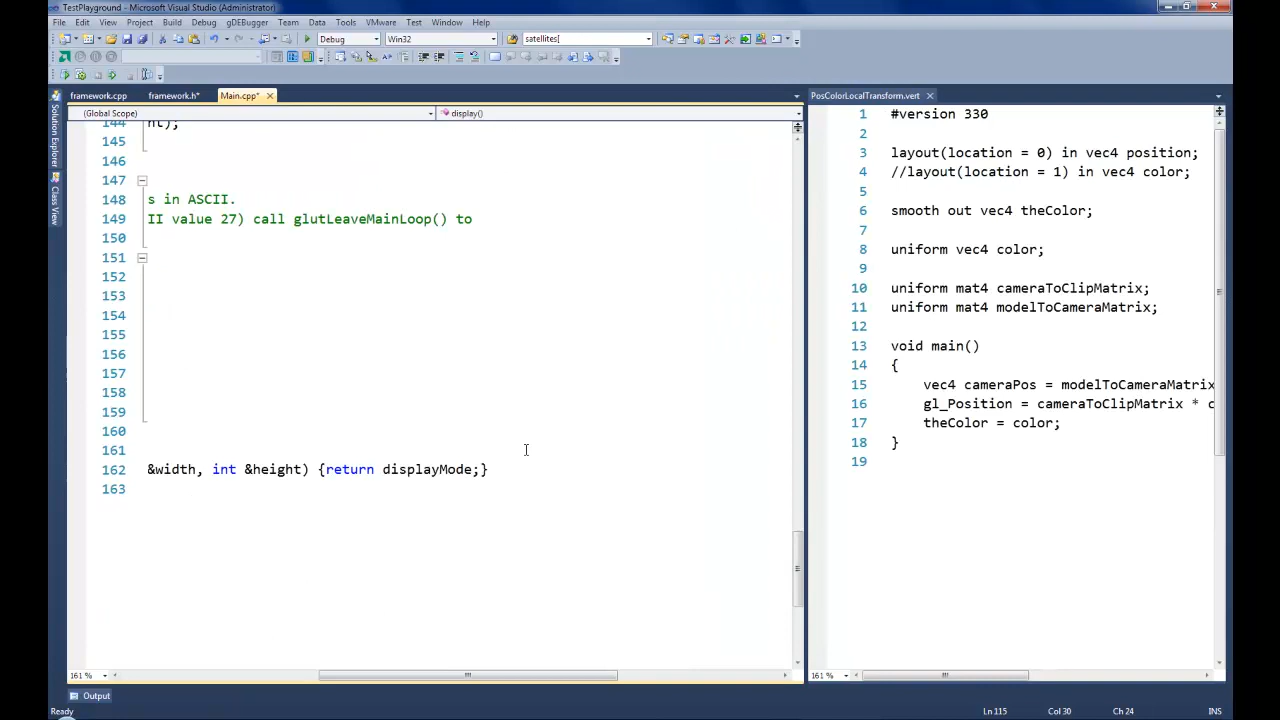 TestPlayground - Microsoft Visual Studio (Administrator)
File Edit View Project Build Debug gDEBugger Team Data Tools VMware Test Window Help
Debug Win32 satellites[
framework.cpp framework.h* Main.cpp* PosColorLocalTransform.vert
(Global Scope) display()
Solution Explorer
Class View
144 nt);
145
146
147
148 s in ASCII.
149 II value 27) call glutLeaveMainLoop() to
150
151
152
153
154
155
156
157
158
159
160
161
162 &width, int &height) {return displayMode;}
163
161 %
1 #version 330
2
3 layout(location = 0) in vec4 position;
4 //layout(location = 1) in vec4 color;
5
6 smooth out vec4 theColor;
7
8 uniform vec4 color;
9
10 uniform mat4 cameraToClipMatrix;
11 uniform mat4 modelToCameraMatrix;
12
13 void main()
14 {
15 vec4 cameraPos = modelToCameraMatrix
16 gl_Position = cameraToClipMatrix * c
17 theColor = color;
18 }
19
161 %
Output
Ready Ln 115 Col 30 Ch 24 INS